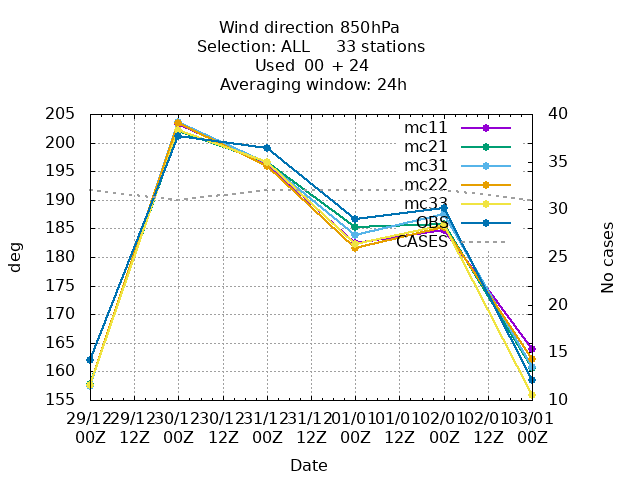 Wind direction 850hPa
Selection: ALL 33 stations
Used 00 + 24
Averaging window: 24h
205 40
200
195 35
190
185 30
180 25
175
170 20
165
160 15
155 10
deg
No cases
mc11
mc21
mc31
mc22
mc33
OBS
CASES
29/12 29/12 30/12 30/12 31/12 31/12 01/01 01/01 02/01 02/01 03/01
00Z 12Z 00Z 12Z 00Z 12Z 00Z 12Z 00Z 12Z 00Z
Date